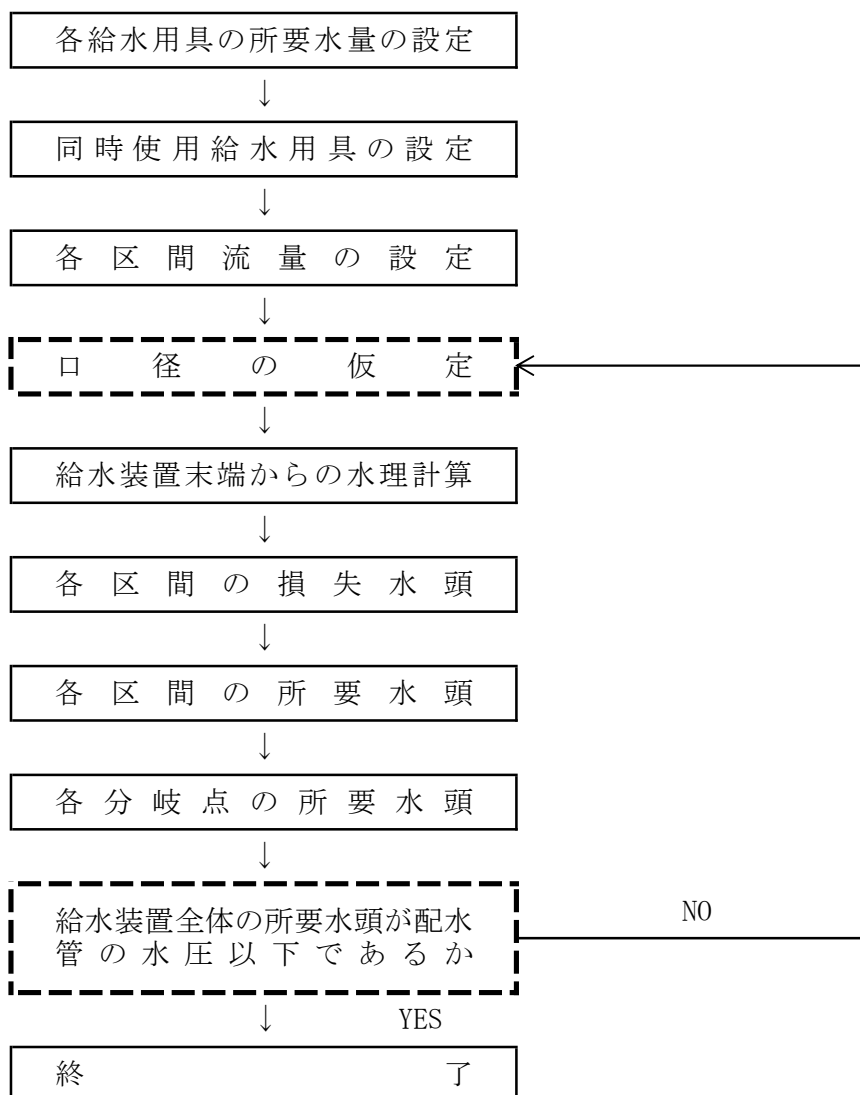 各給水用具の所要水量の設定
↓
同時使用給水用具の設定
↓
各区間流量の設定
↓
口径の仮定
↓
給水装置末端からの水理計算
↓
各区間の損失水頭
↓
各区間の所要水頭
↓
各分岐点の所要水頭
↓
給水装置全体の所要水頭が配水
管の水圧以下であるか
NO
↓ YES
終了